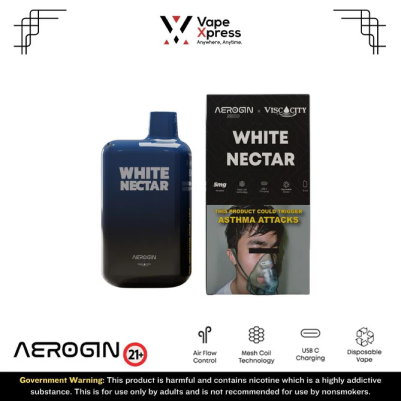 Vape
Xpress
Anywhere, Anytime.
AEROGIN x VISCOCITY
WHITE
NECTAR
5mg
WHITE
NECTAR
THIS PRODUCT COULD TRIGGER
ASTHMA ATTACKS
AEROGIN
AEROGIN 21+
Air Flow
Control
Mesh Coil
Technology
USB C
Charging
Disposable
Vape
Government Warning: This product is harmful and contains nicotine which is a highly addictive
substance. This is for use only by adults and is not recommended for use by nonsmokers.